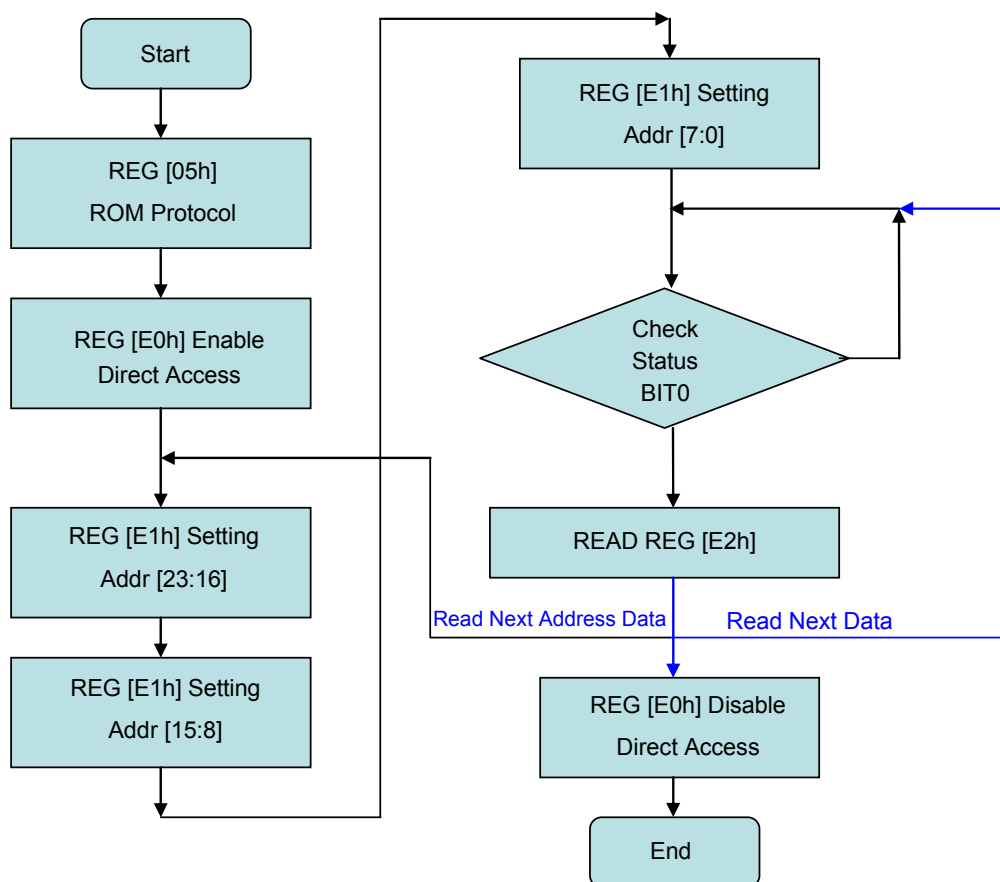 Start
REG [05h]
ROM Protocol
REG [E0h] Enable
Direct Access
REG [E1h] Setting
Addr [23:16]
REG [E1h] Setting
Addr [15:8]
REG [E1h] Setting
Addr [7:0]
Check
Status
BIT0
READ REG [E2h]
Read Next Address Data
Read Next Data
REG [E0h] Disable
Direct Access
End